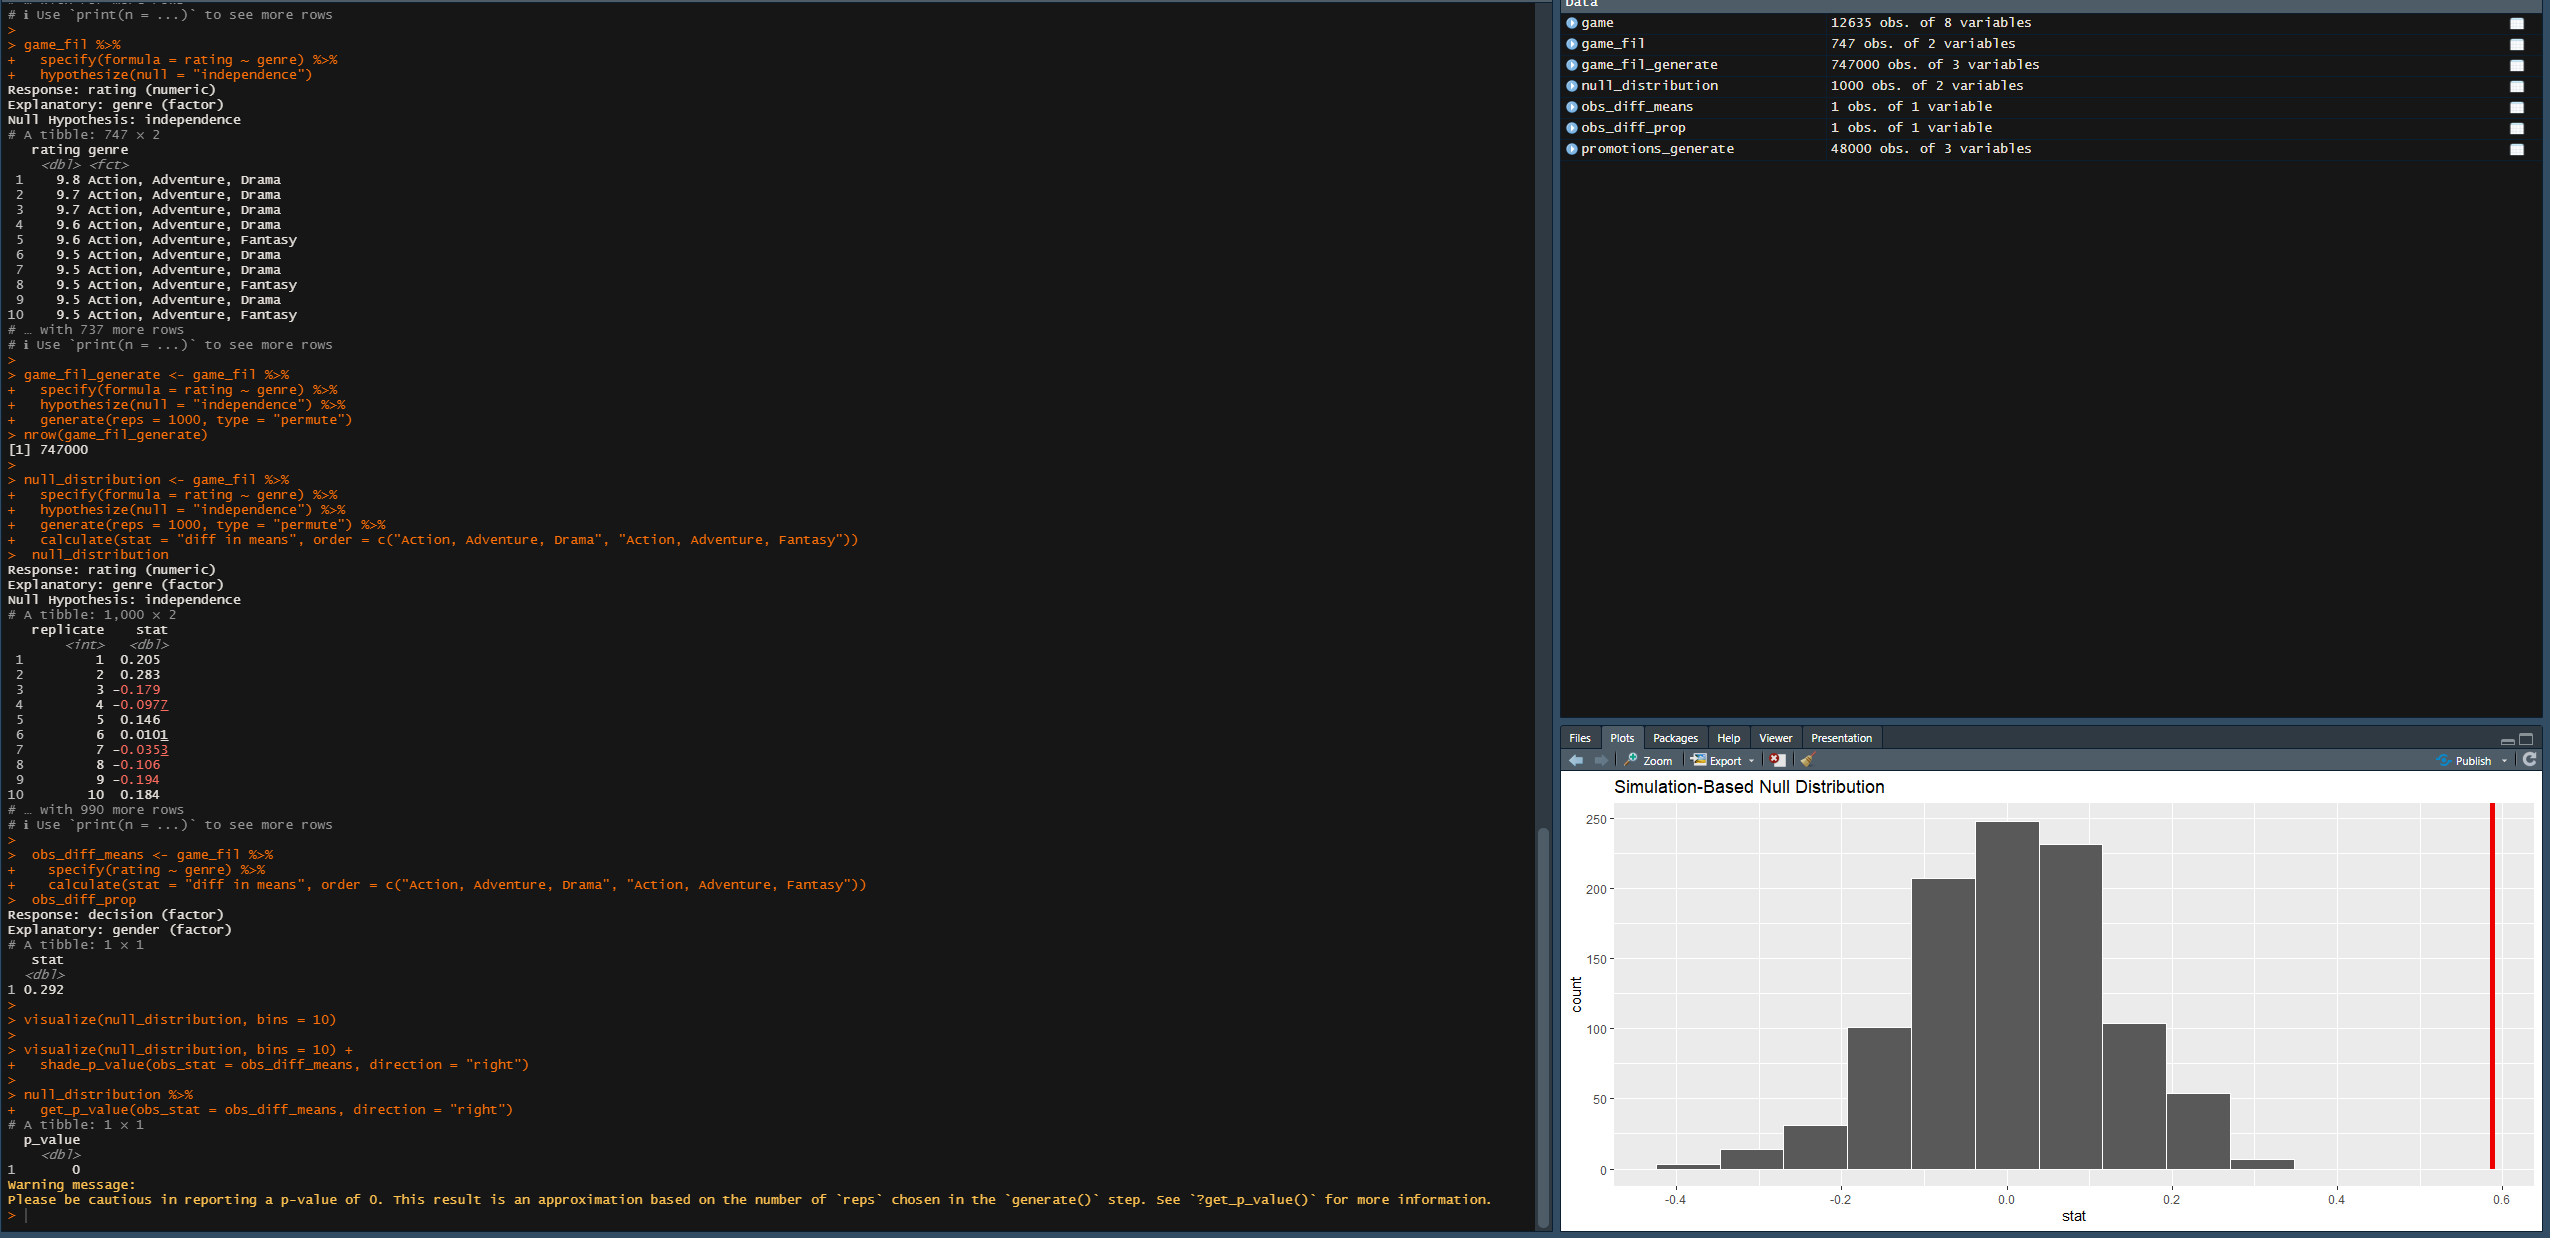 # ℹ Use `print(n = ...)` to see more rows
>
> game_fil %>%
+   specify(formula = rating ~ genre) %>%
+   hypothesize(null = "independence")
Response: rating (numeric)
Explanatory: genre (factor)
Null Hypothesis: independence
# A tibble: 747 × 2
   rating genre
    <dbl> <fct>
 1    9.8 Action, Adventure, Drama
 2    9.7 Action, Adventure, Drama
 3    9.7 Action, Adventure, Drama
 4    9.6 Action, Adventure, Drama
 5    9.6 Action, Adventure, Fantasy
 6    9.5 Action, Adventure, Drama
 7    9.5 Action, Adventure, Drama
 8    9.5 Action, Adventure, Fantasy
 9    9.5 Action, Adventure, Drama
10    9.5 Action, Adventure, Fantasy
# … with 737 more rows
# ℹ Use `print(n = ...)` to see more rows
>
> game_fil_generate <- game_fil %>%
+   specify(formula = rating ~ genre) %>%
+   hypothesize(null = "independence") %>%
+   generate(reps = 1000, type = "permute")
> nrow(game_fil_generate)
[1] 747000
>
> null_distribution <- game_fil %>%
+   specify(formula = rating ~ genre) %>%
+   hypothesize(null = "independence") %>%
+   generate(reps = 1000, type = "permute") %>%
+   calculate(stat = "diff in means", order = c("Action, Adventure, Drama", "Action, Adventure, Fantasy"))
>  null_distribution
Response: rating (numeric)
Explanatory: genre (factor)
Null Hypothesis: independence
# A tibble: 1,000 × 2
   replicate    stat
       <int>   <dbl>
 1         1  0.205
 2         2  0.283
 3         3 -0.179
 4         4 -0.0977
 5         5  0.146
 6         6  0.0101
 7         7 -0.0353
 8         8 -0.106
 9         9 -0.194
10        10  0.184
# … with 990 more rows
# ℹ Use `print(n = ...)` to see more rows
>
>  obs_diff_means <- game_fil %>%
+    specify(rating ~ genre) %>%
+    calculate(stat = "diff in means", order = c("Action, Adventure, Drama", "Action, Adventure, Fantasy"))
>  obs_diff_prop
Response: decision (factor)
Explanatory: gender (factor)
# A tibble: 1 × 1
   stat
  <dbl>
1 0.292
>
> visualize(null_distribution, bins = 10)
>
> visualize(null_distribution, bins = 10) +
+   shade_p_value(obs_stat = obs_diff_means, direction = "right")
>
> null_distribution %>%
+   get_p_value(obs_stat = obs_diff_means, direction = "right")
# A tibble: 1 × 1
  p_value
    <dbl>
1       0
Warning message:
Please be cautious in reporting a p-value of 0. This result is an approximation based on the number of `reps` chosen in the `generate()` step. See `?get_p_value()` for more information.
>
Data
game 12635 obs. of 8 variables
game_fil 747 obs. of 2 variables
game_fil_generate 747000 obs. of 3 variables
null_distribution 1000 obs. of 2 variables
obs_diff_means 1 obs. of 1 variable
obs_diff_prop 1 obs. of 1 variable
promotions_generate 48000 obs. of 3 variables
Files Plots Packages Help Viewer Presentation
Zoom Export Publish
Simulation-Based Null Distribution
250
200
150
100
50
0
count
-0.4 -0.2 0.0 0.2 0.4 0.6
stat